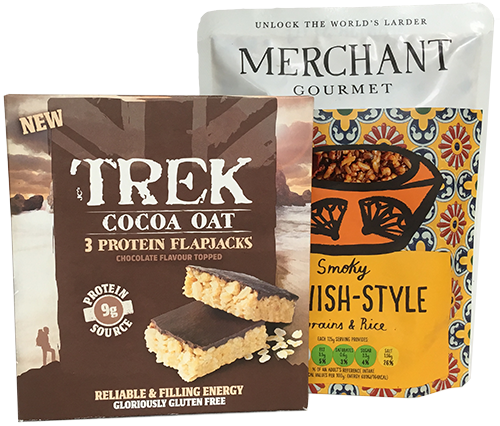 NEW
TREK
COCOA OAT
3 PROTEIN FLAPJACKS
CHOCOLATE FLAVOUR TOPPED
PROTEIN
9g
SOURCE
RELIABLE & FILLING ENERGY
GLORIOUSLY GLUTEN FREE
UNLOCK THE WORLD'S LARDER
MERCHANT
GOURMET
Smoky
WISH-STYLE
rains & Rice